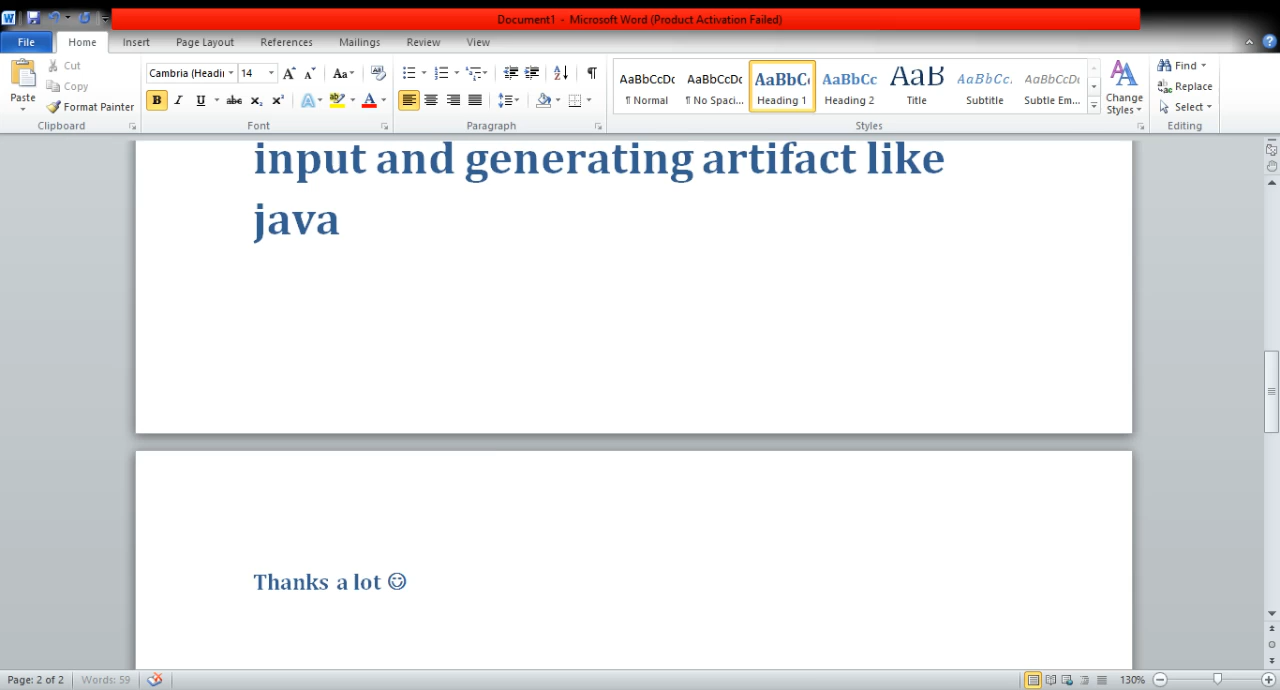 Document1 - Microsoft Word (Product Activation Failed)
File Home Insert Page Layout References Mailings Review View
Cut
Copy
Format Painter
Paste
Clipboard
Cambria (Headi 14
Font
Paragraph
AaBbCcDc AaBbCcDc AaBbCc AaBbCc AaB AaBbCc. AaBbCcDc
¶ Normal ¶ No Spaci... Heading 1 Heading 2 Title Subtitle Subtle Em...
Change
Styles
Styles
Find
Replace
Select
Editing
input and generating artifact like
java
Thanks a lot ☺
Page: 2 of 2 Words: 59 130%